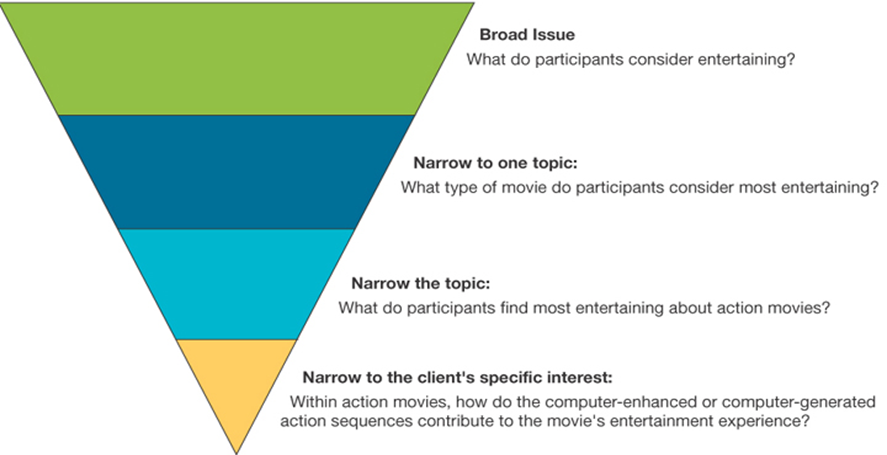 Broad Issue
What do participants consider entertaining?
Narrow to one topic:
What type of movie do participants consider most entertaining?
Narrow the topic:
What do participants find most entertaining about action movies?
Narrow to the client's specific interest:
Within action movies, how do the computer-enhanced or computer-generated
action sequences contribute to the movie's entertainment experience?